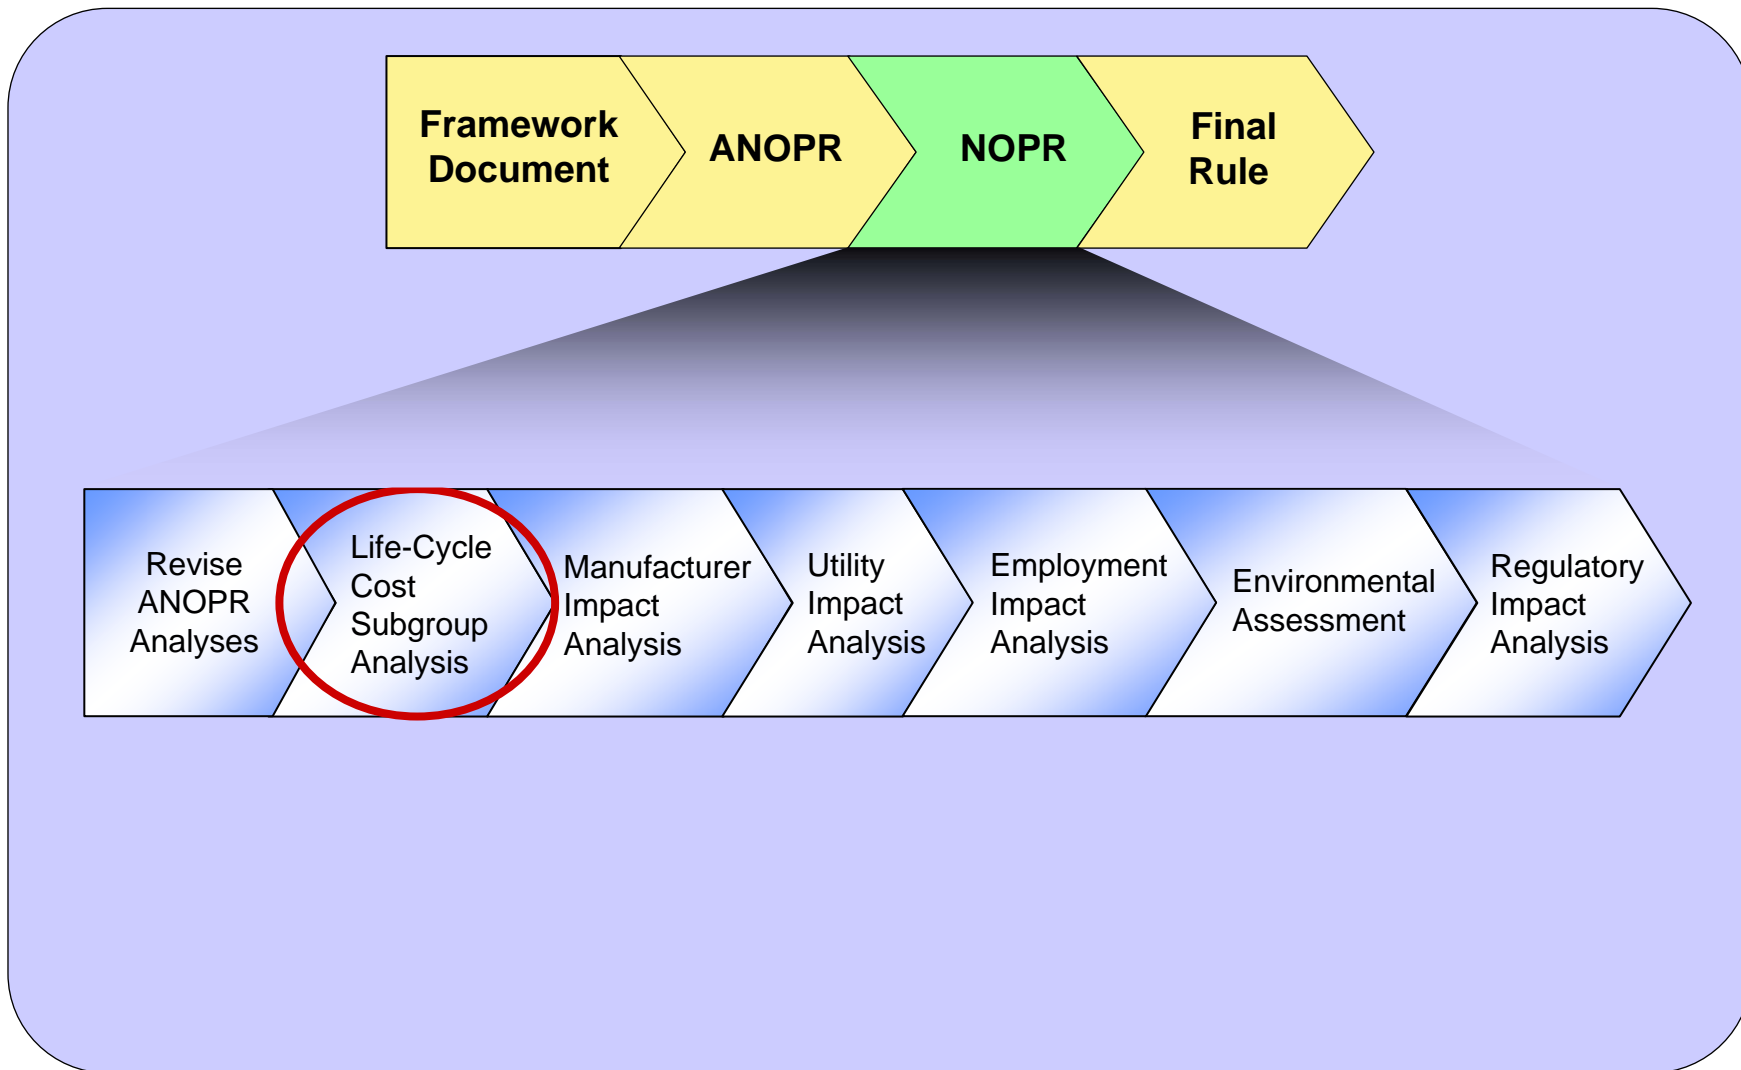 Framework
Document
ANOPR
NOPR
Final
Rule
Revise
ANOPR
Analyses
Life-Cycle
Cost
Subgroup
Analysis
Manufacturer
Impact
Analysis
Utility
Impact
Analysis
Employment
Impact
Analysis
Environmental
Assessment
Regulatory
Impact
Analysis